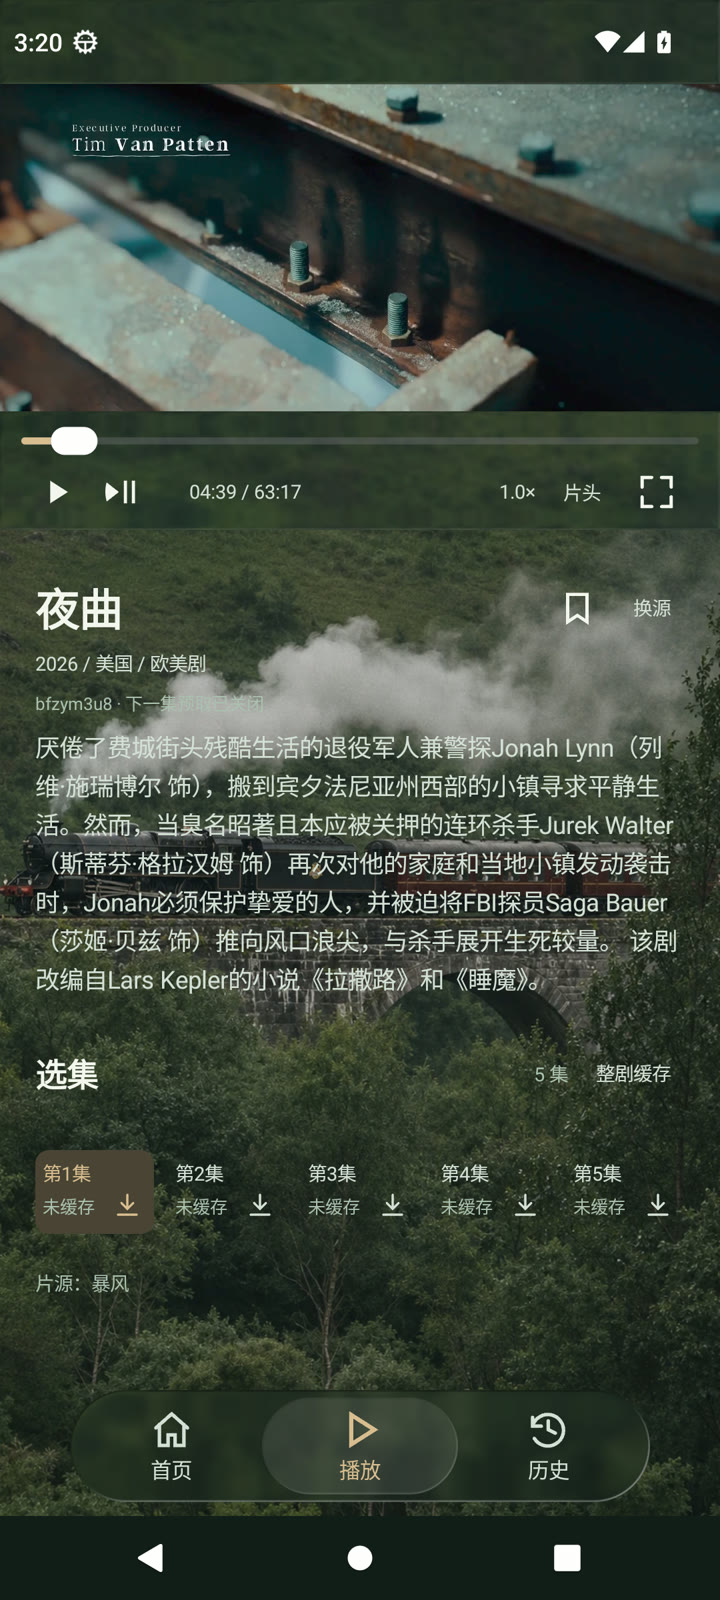 3:20
Executive Producer
Tim Van Patten
04:39 / 63:17
1.0×
片头
夜曲
换源
2026 / 美国 / 欧美剧
bfzym3u8 · 下一集预取已关闭
厌倦了费城街头残酷生活的退役军人兼警探Jonah Lynn（列
维·施瑞博尔 饰），搬到宾夕法尼亚州西部的小镇寻求平静生
活。然而，当臭名昭著且本应被关押的连环杀手Jurek Walter
（斯蒂芬·格拉汉姆 饰）再次对他的家庭和当地小镇发动袭击
时，Jonah必须保护挚爱的人，并被迫将FBI探员Saga Bauer
（莎姬·贝兹 饰）推向风口浪尖，与杀手展开生死较量。 该剧
改编自Lars Kepler的小说《拉撒路》和《睡魔》。
选集
5 集
整剧缓存
第1集
未缓存
第2集
未缓存
第3集
未缓存
第4集
未缓存
第5集
未缓存
片源：暴风
首页
播放
历史